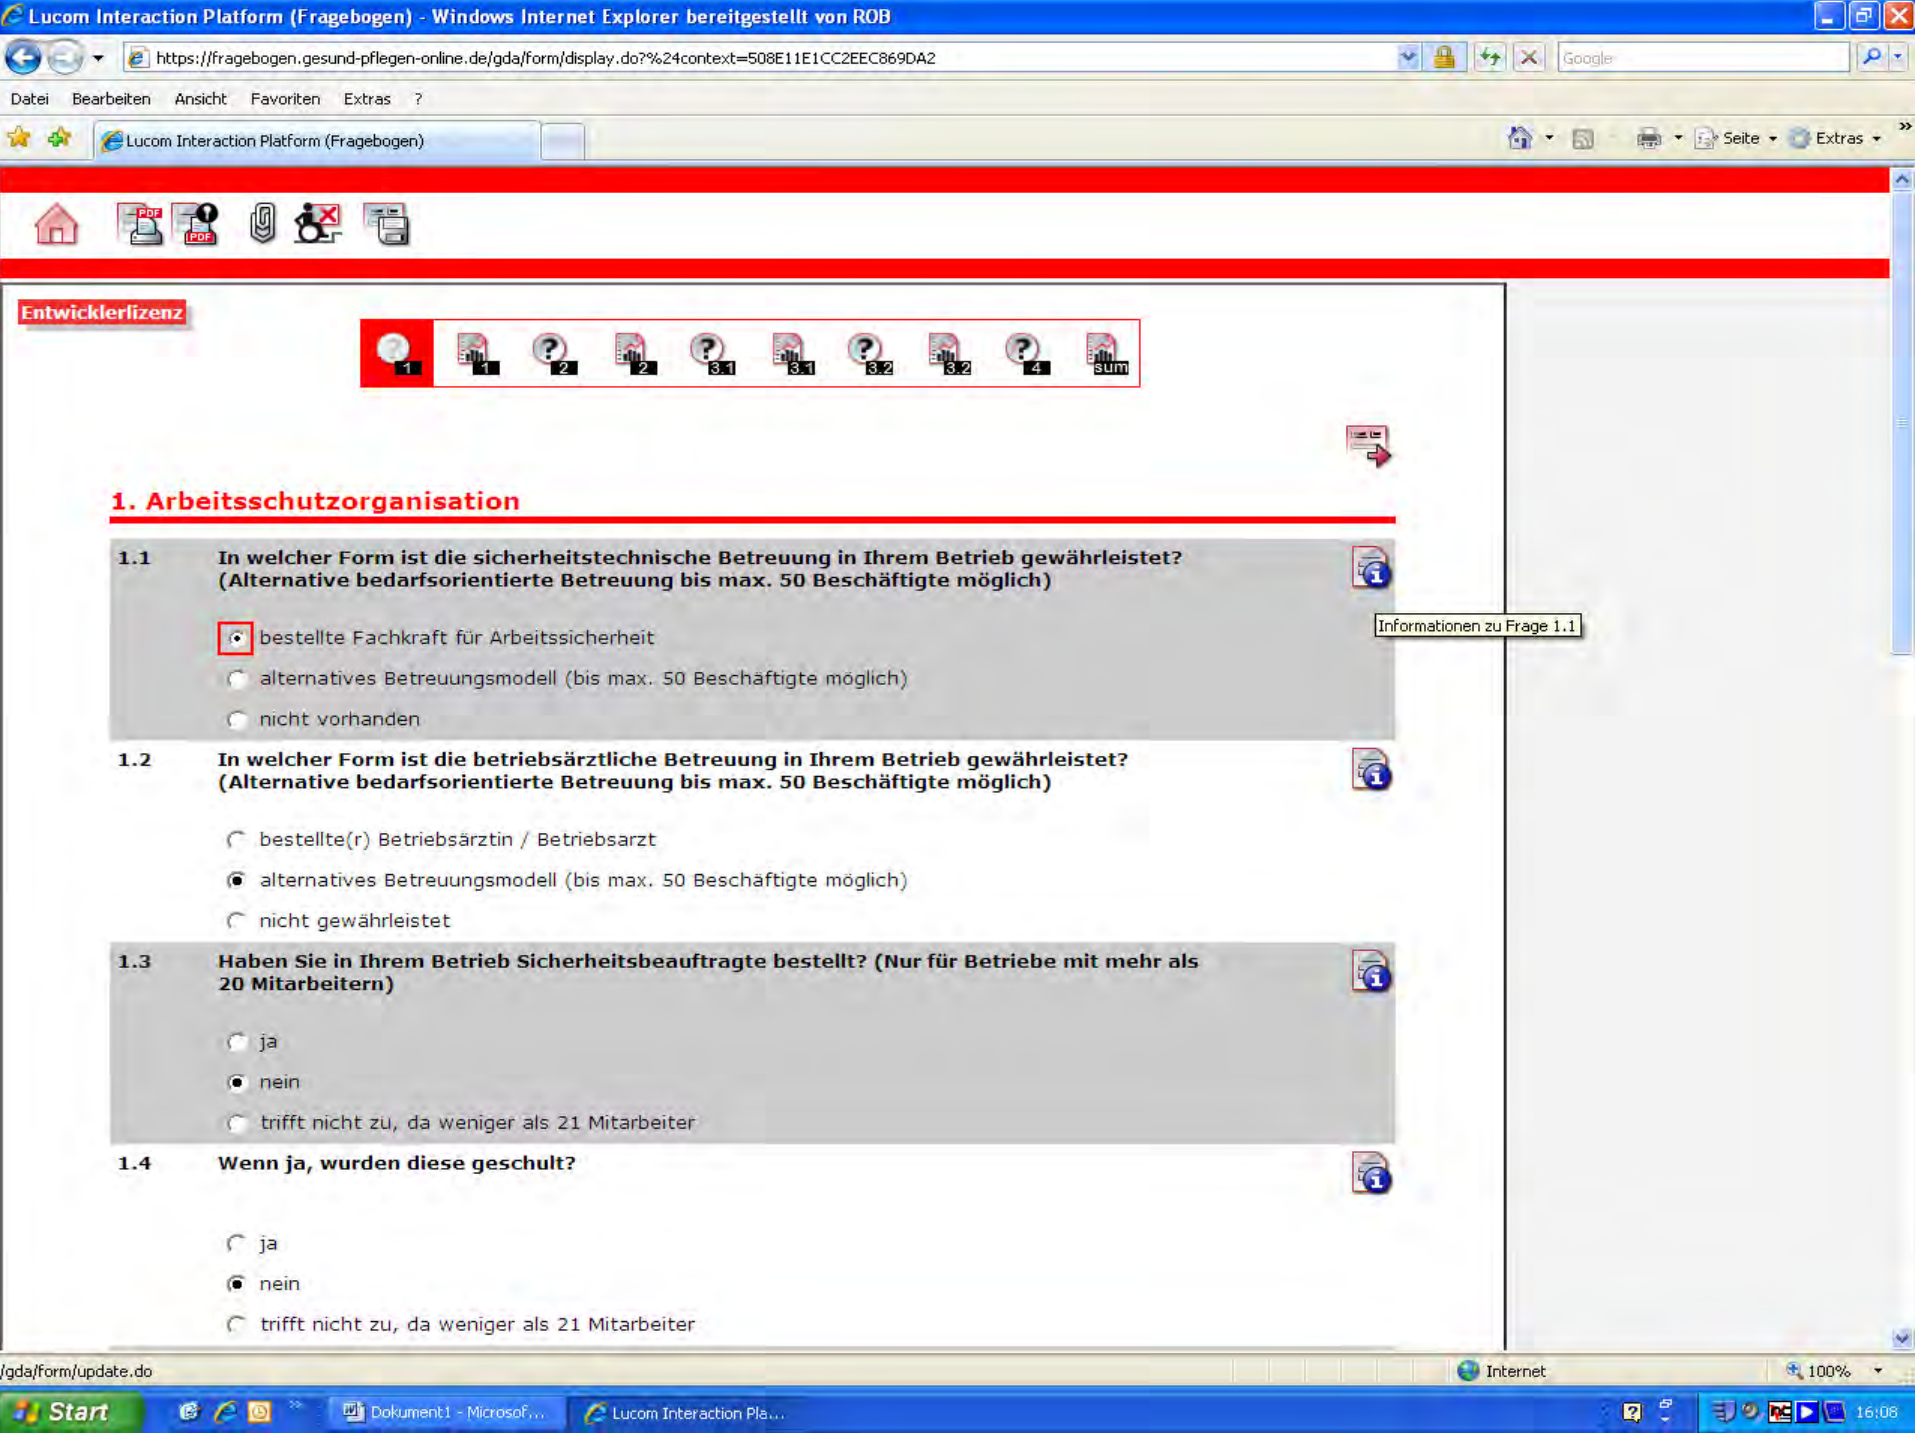 Lucom Interaction Platform (Fragebogen) - Windows Internet Explorer bereitgestellt von ROB
https://fragebogen.gesund-pflegen-online.de/gda/form/display.do?%24context=508E11E1CC2EEC869DA2
Google
Datei Bearbeiten Ansicht Favoriten Extras ?
Lucom Interaction Platform (Fragebogen)
Seite Extras »
PDF PDF
Entwicklerlizenz
1 1 2 2 3.1 3.1 3.2 3.2 4 sum
1. Arbeitsschutzorganisation
1.1 In welcher Form ist die sicherheitstechnische Betreuung in Ihrem Betrieb gewährleistet?
(Alternative bedarfsorientierte Betreuung bis max. 50 Beschäftigte möglich)
Informationen zu Frage 1.1
bestellte Fachkraft für Arbeitssicherheit
alternatives Betreuungsmodell (bis max. 50 Beschäftigte möglich)
nicht vorhanden
1.2 In welcher Form ist die betriebsärztliche Betreuung in Ihrem Betrieb gewährleistet?
(Alternative bedarfsorientierte Betreuung bis max. 50 Beschäftigte möglich)
bestellte(r) Betriebsärztin / Betriebsarzt
alternatives Betreuungsmodell (bis max. 50 Beschäftigte möglich)
nicht gewährleistet
1.3 Haben Sie in Ihrem Betrieb Sicherheitsbeauftragte bestellt? (Nur für Betriebe mit mehr als
20 Mitarbeitern)
ja
nein
trifft nicht zu, da weniger als 21 Mitarbeiter
1.4 Wenn ja, wurden diese geschult?
ja
nein
trifft nicht zu, da weniger als 21 Mitarbeiter
/gda/form/update.do Internet 100%
Start » Dokument1 - Microsof... Lucom Interaction Pla... 16:08